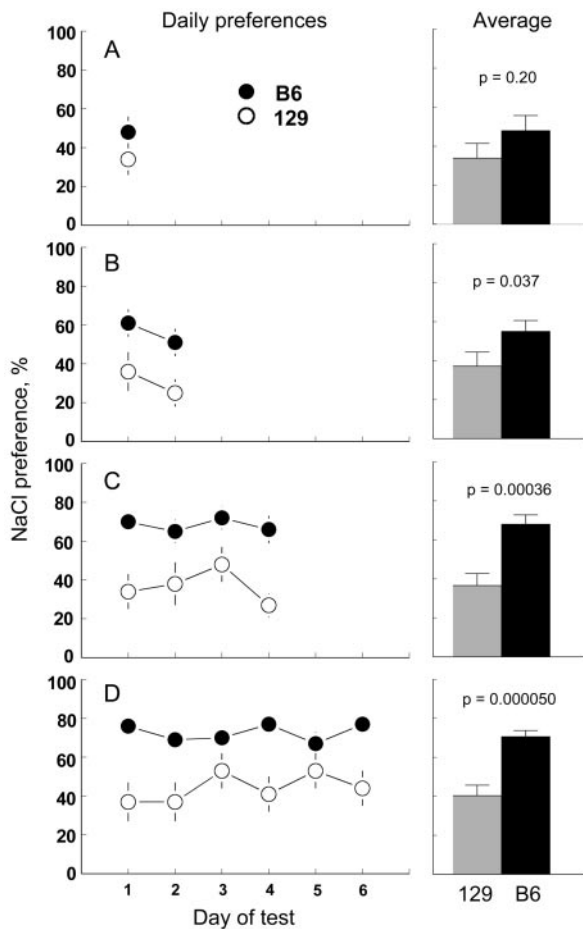 Daily preferences Average
A
100
80
60
40
20
0
B6
129
p = 0.20
B
100
80
60
40
20
0
p = 0.037
NaCl preference, %
C
100
80
60
40
20
0
p = 0.00036
D
100
80
60
40
20
0
p = 0.000050
1 2 3 4 5 6
129 B6
Day of test